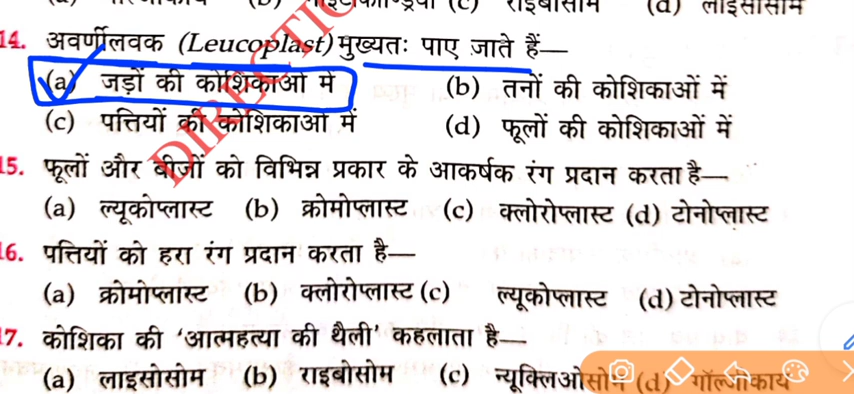 (d)
14. अवर्णीलवक (Leucoplast) मुख्यतः पाए जाते हैं—
(a) जड़ों की कोशिकाओं में (b) तनों की कोशिकाओं में
(c) पत्तियों की कोशिकाओं में (d) फूलों की कोशिकाओं में
15. फूलों और बीजों को विभिन्न प्रकार के आकर्षक रंग प्रदान करता है—
(a) ल्यूकोप्लास्ट (b) क्रोमोप्लास्ट (c) क्लोरोप्लास्ट (d) टोनोप्लास्ट
16. पत्तियों को हरा रंग प्रदान करता है—
(a) क्रोमोप्लास्ट (b) क्लोरोप्लास्ट (c) ल्यूकोप्लास्ट (d) टोनोप्लास्ट
17. कोशिका की 'आत्महत्या की थैली' कहलाता है—
(a) लाइसोसोम (b) राइबोसोम (c) न्यूक्लिओसोम (d) गॉल्जीकाय